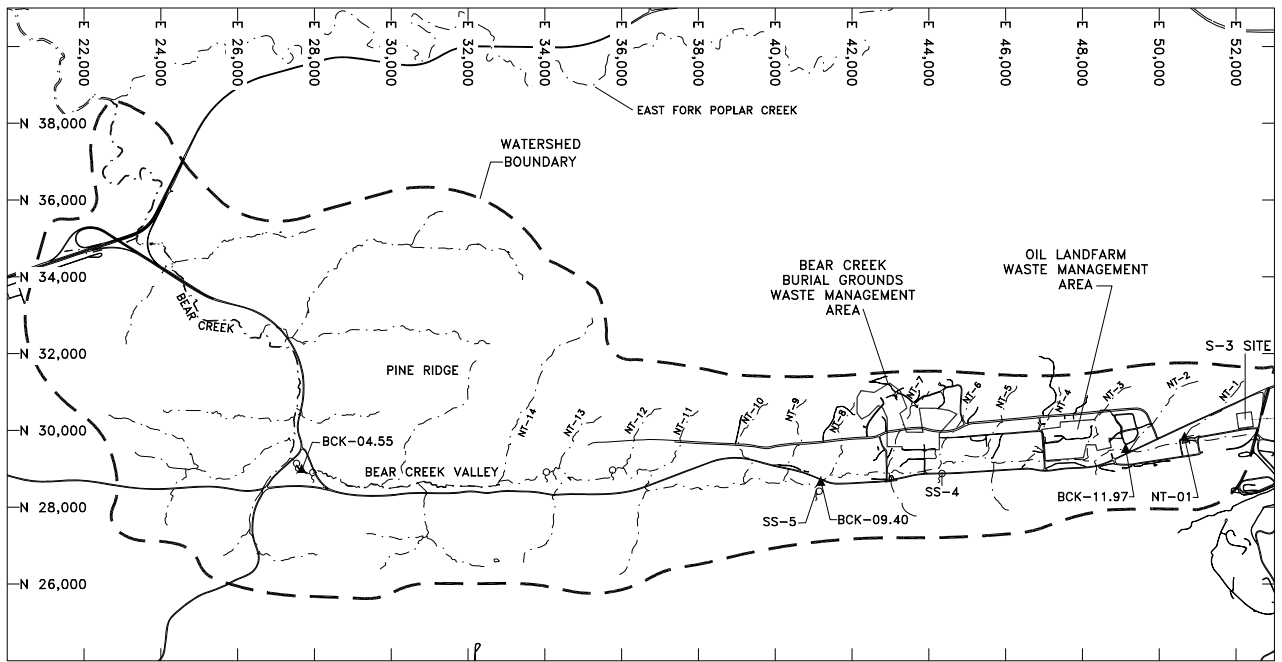 E 22,000
E 24,000
E 26,000
E 28,000
E 30,000
E 32,000
E 34,000
E 36,000
E 38,000
E 40,000
E 42,000
E 44,000
E 46,000
E 48,000
E 50,000
E 52,000
EAST FORK POPLAR CREEK
N 38,000
WATERSHED
BOUNDARY
N 36,000
OIL LANDFARM
WASTE MANAGEMENT
AREA
BEAR CREEK
BURIAL GROUNDS
WASTE MANAGEMENT
AREA
N 34,000
BEAR
CREEK
S-3 SITE
N 32,000
PINE RIDGE
NT-14
NT-13
NT-12
NT-11
NT-10
NT-9
NT-8
NT-7
NT-6
NT-5
NT-4
NT-3
NT-2
NT-1
N 30,000
BCK-04.55
BEAR CREEK VALLEY
SS-4
BCK-11.97
NT-01
N 28,000
SS-5
BCK-09.40
N 26,000